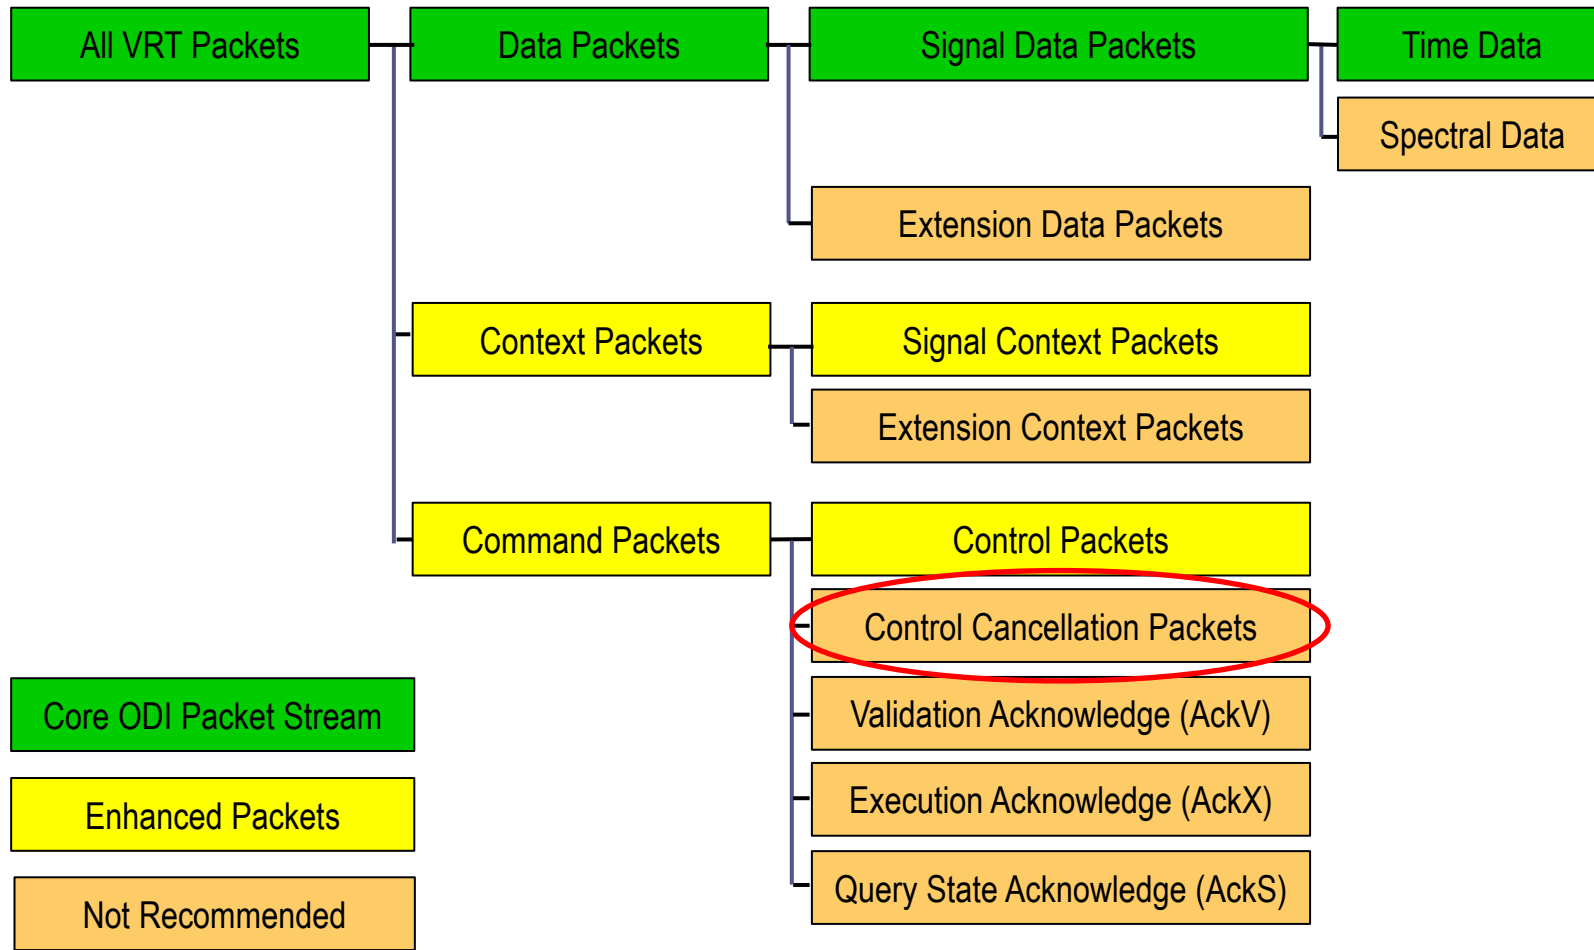 All VRT Packets
Data Packets
Signal Data Packets
Time Data
Spectral Data
Extension Data Packets
Context Packets
Signal Context Packets
Extension Context Packets
Command Packets
Control Packets
Control Cancellation Packets
Validation Acknowledge (AckV)
Execution Acknowledge (AckX)
Query State Acknowledge (AckS)
Core ODI Packet Stream
Enhanced Packets
Not Recommended